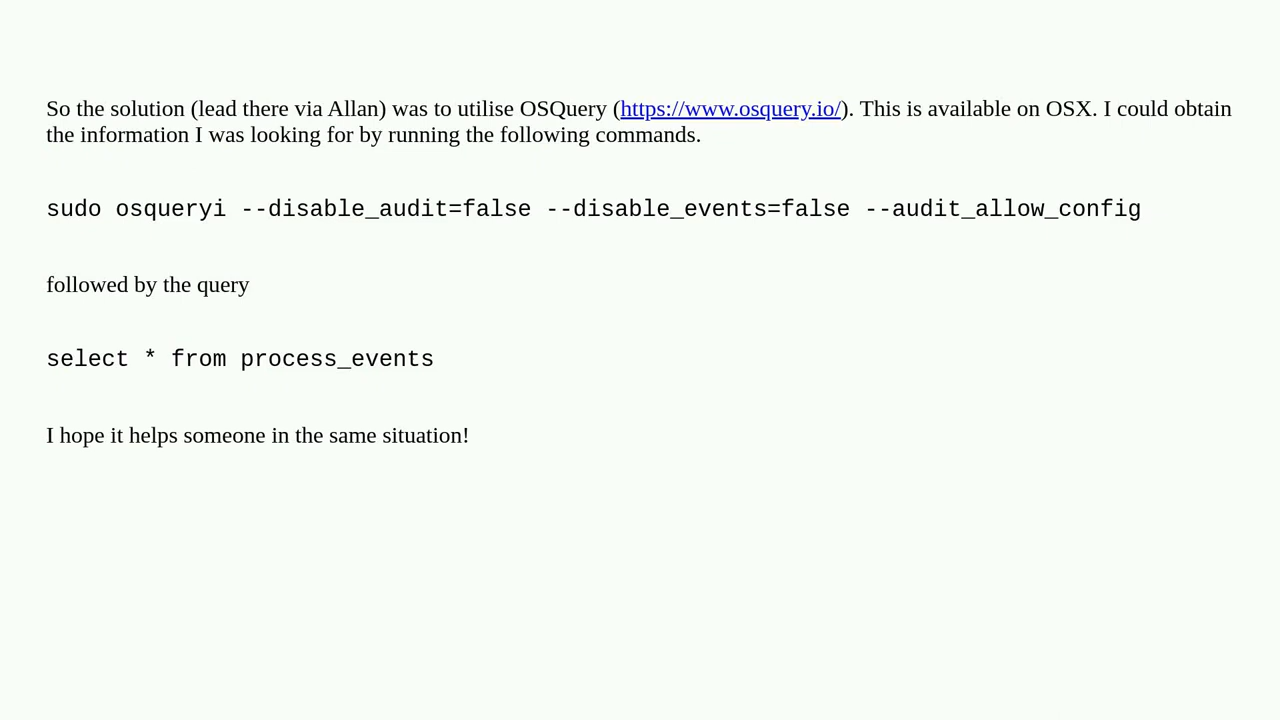 So the solution (lead there via Allan) was to utilise OSQuery (https://www.osquery.io/). This is available on OSX. I could obtain
the information I was looking for by running the following commands.
sudo osqueryi --disable_audit=false --disable_events=false --audit_allow_config
followed by the query
select * from process_events
I hope it helps someone in the same situation!